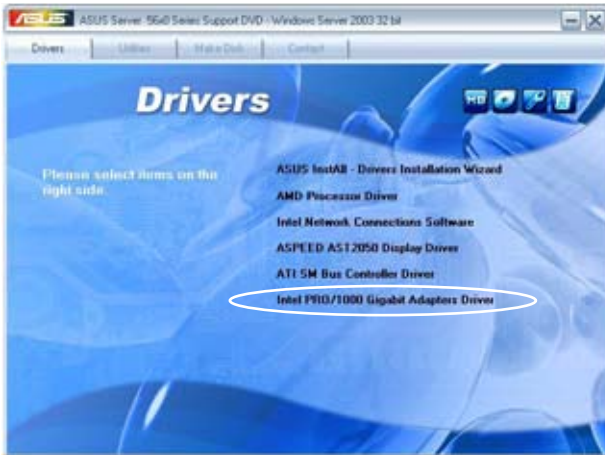 ASUS ASUS Server 56x0 Series Support DVD - Windows Server 2003 32 bit
Drivers Utilities Make Disk Contact
Drivers
Please select items on the
right side.
ASUS InstAll - Drivers Installation Wizard
AMD Processor Driver
Intel Network Connections Software
ASPEED AST2050 Display Driver
ATI SM Bus Controller Driver
Intel PRO/1000 Gigabit Adapters Driver